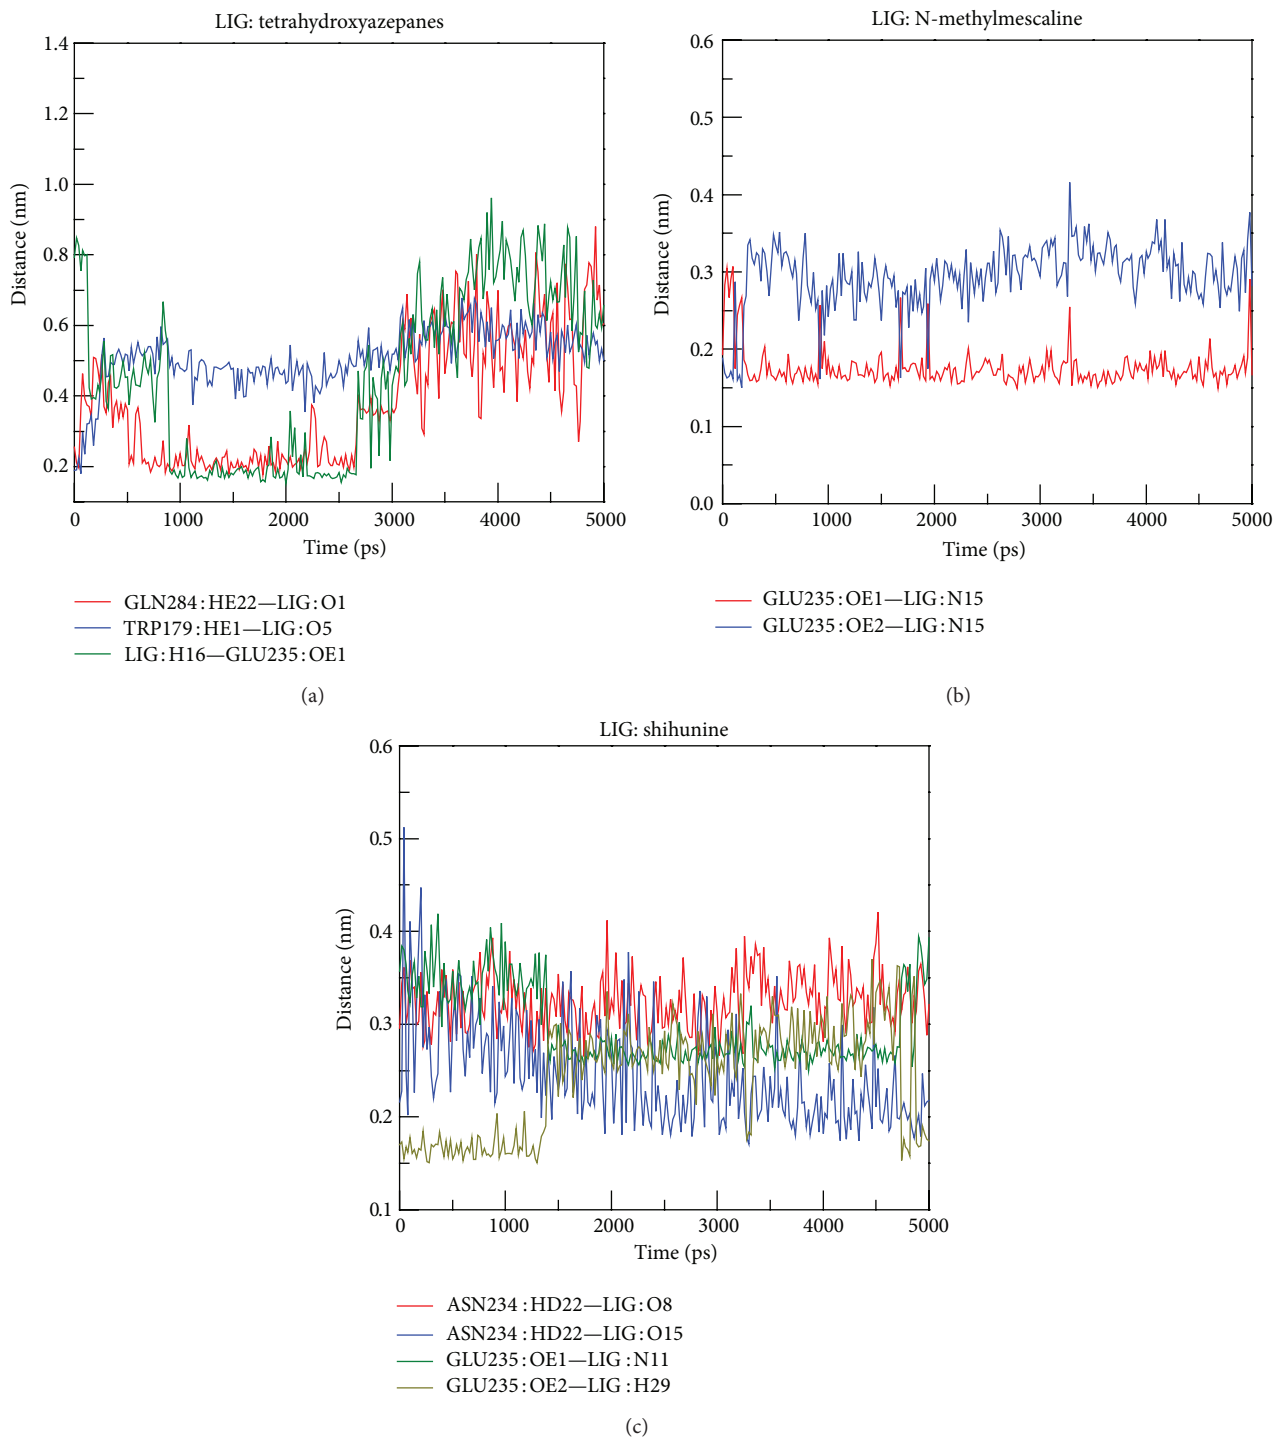 LIG: tetrahydroxyazepanes
1.4
1.2
1.0
0.8
0.6
0.4
0.2
Distance (nm)
0 1000 2000 3000 4000 5000
Time (ps)
GLN284:HE22—LIG:O1
TRP179:HE1—LIG:O5
LIG:H16—GLU235:OE1
(a)
LIG: N-methylmescaline
0.6
0.5
0.4
0.3
0.2
0.1
0.0
Distance (nm)
0 1000 2000 3000 4000 5000
Time (ps)
GLU235:OE1—LIG:N15
GLU235:OE2—LIG:N15
(b)
LIG: shihunine
0.6
0.5
0.4
0.3
0.2
0.1
Distance (nm)
0 1000 2000 3000 4000 5000
Time (ps)
ASN234:HD22—LIG:O8
ASN234:HD22—LIG:O15
GLU235:OE1—LIG:N11
GLU235:OE2—LIG:H29
(c)